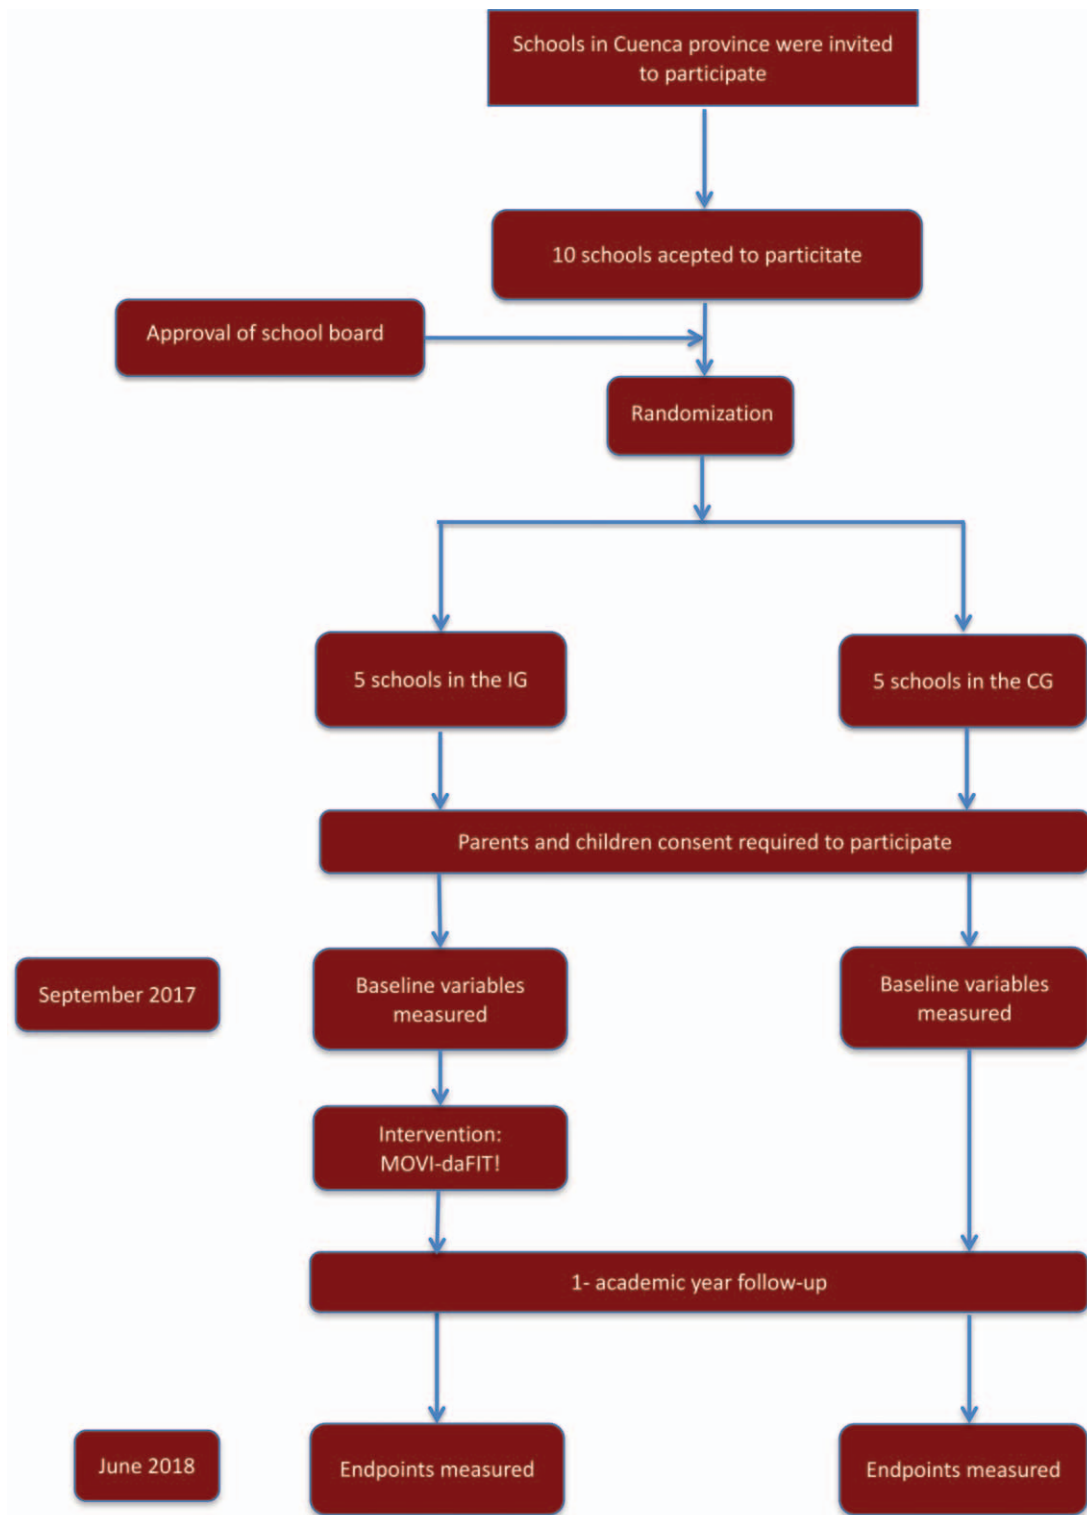 Schools in Cuenca province were invited
to participate
10 schools acepted to particitate
Approval of school board
Randomization
5 schools in the IG
5 schools in the CG
Parents and children consent required to participate
September 2017
Baseline variables
measured
Baseline variables
measured
Intervention:
MOVI-daFIT!
1- academic year follow-up
June 2018
Endpoints measured
Endpoints measured